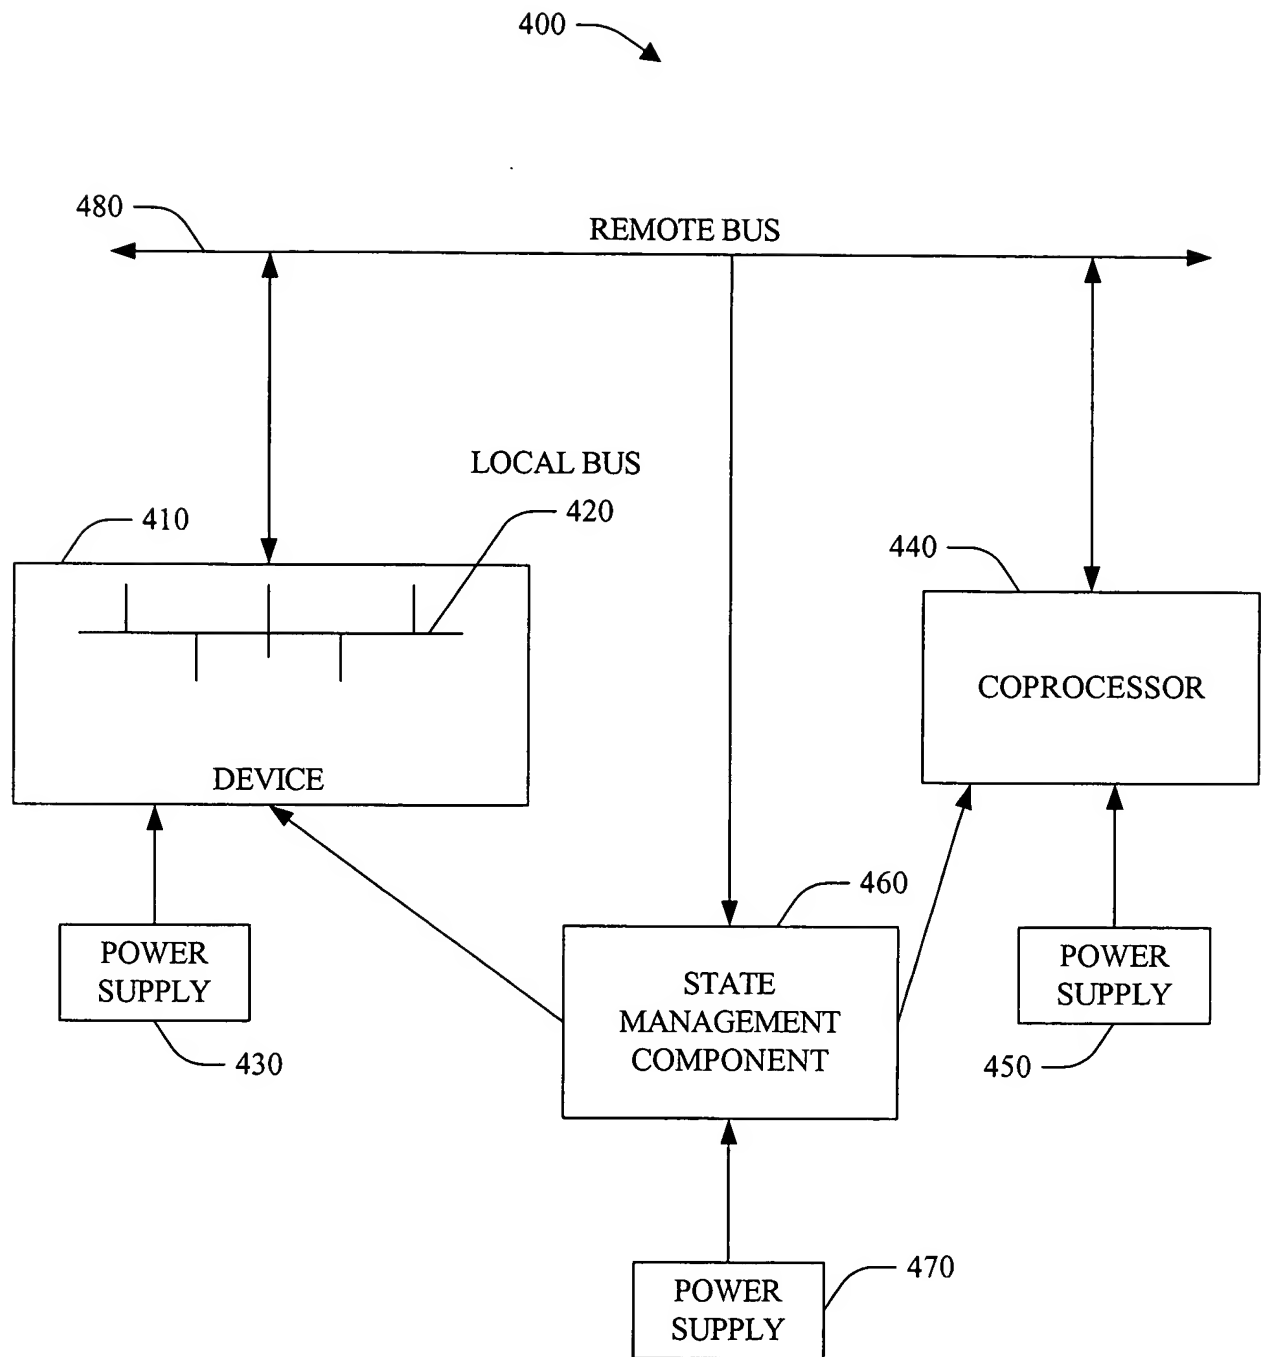 400
480
REMOTE BUS
LOCAL BUS
420
410
440
COPROCESSOR
DEVICE
460
POWER
SUPPLY
430
STATE
MANAGEMENT
COMPONENT
POWER
SUPPLY
450
470
POWER
SUPPLY